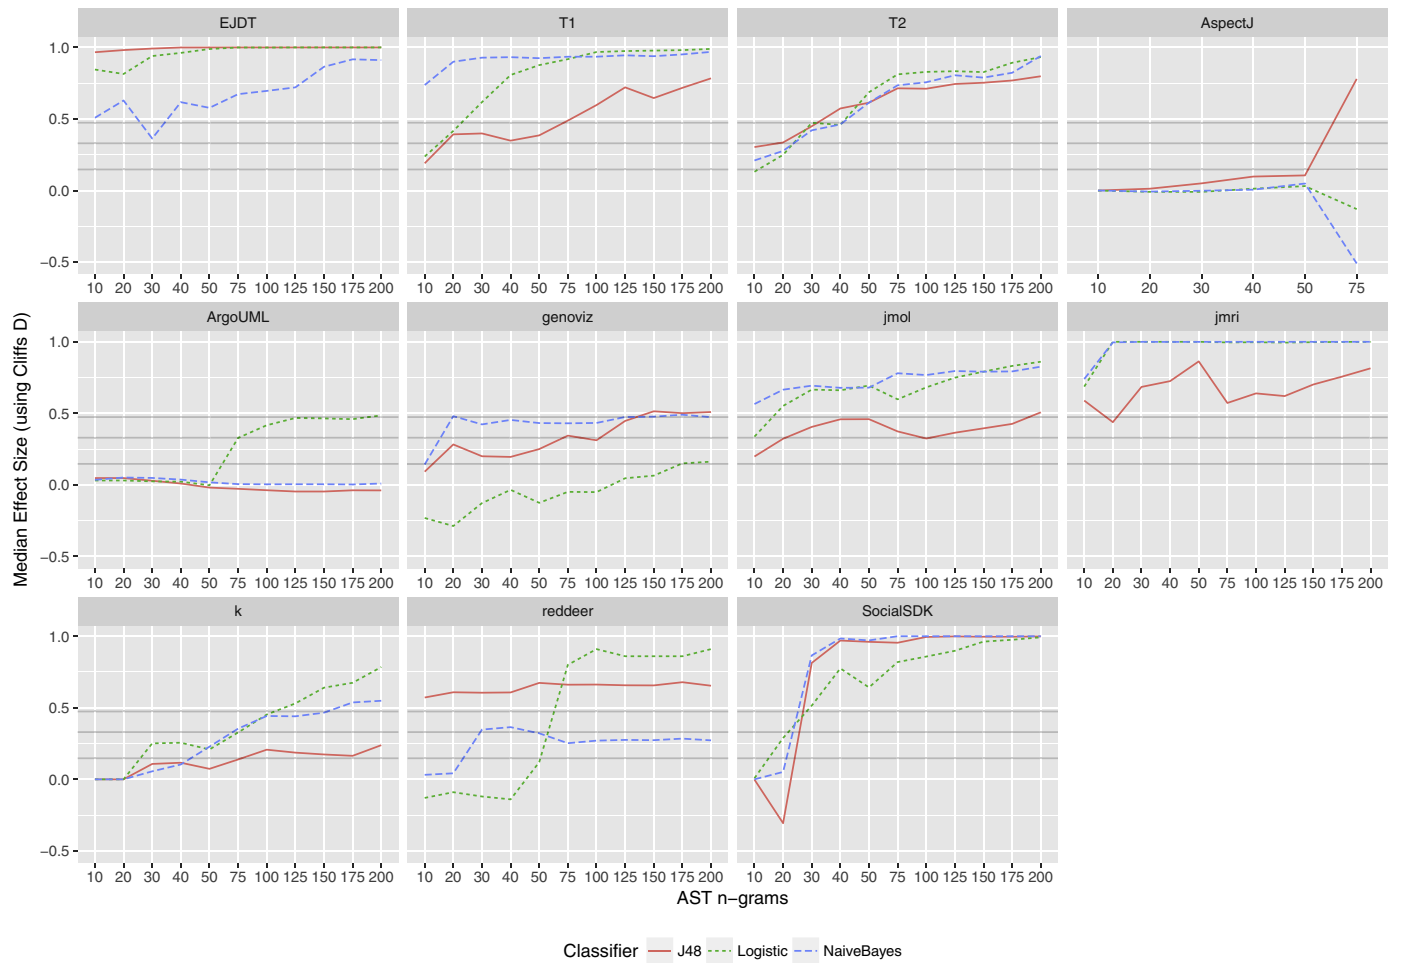 EJDT T1 T2 AspectJ
1.0
0.5
0.0
−0.5
10 20 30 40 50 75 100 125 150 175 200 10 20 30 40 50 75 100 125 150 175 200 10 20 30 40 50 75 100 125 150 175 200 10 20 30 40 50 75
ArgoUML genoviz jmol jmri
1.0
0.5
0.0
−0.5
10 20 30 40 50 75 100 125 150 175 200 10 20 30 40 50 75 100 125 150 175 200 10 20 30 40 50 75 100 125 150 175 200 10 20 30 40 50 75 100 125 150 175 200
Median Effect Size (using Cliffs D)
k reddeer SocialSDK
1.0
0.5
0.0
−0.5
10 20 30 40 50 75 100 125 150 175 200 10 20 30 40 50 75 100 125 150 175 200 10 20 30 40 50 75 100 125 150 175 200
AST n−grams
Classifier J48 Logistic NaiveBayes